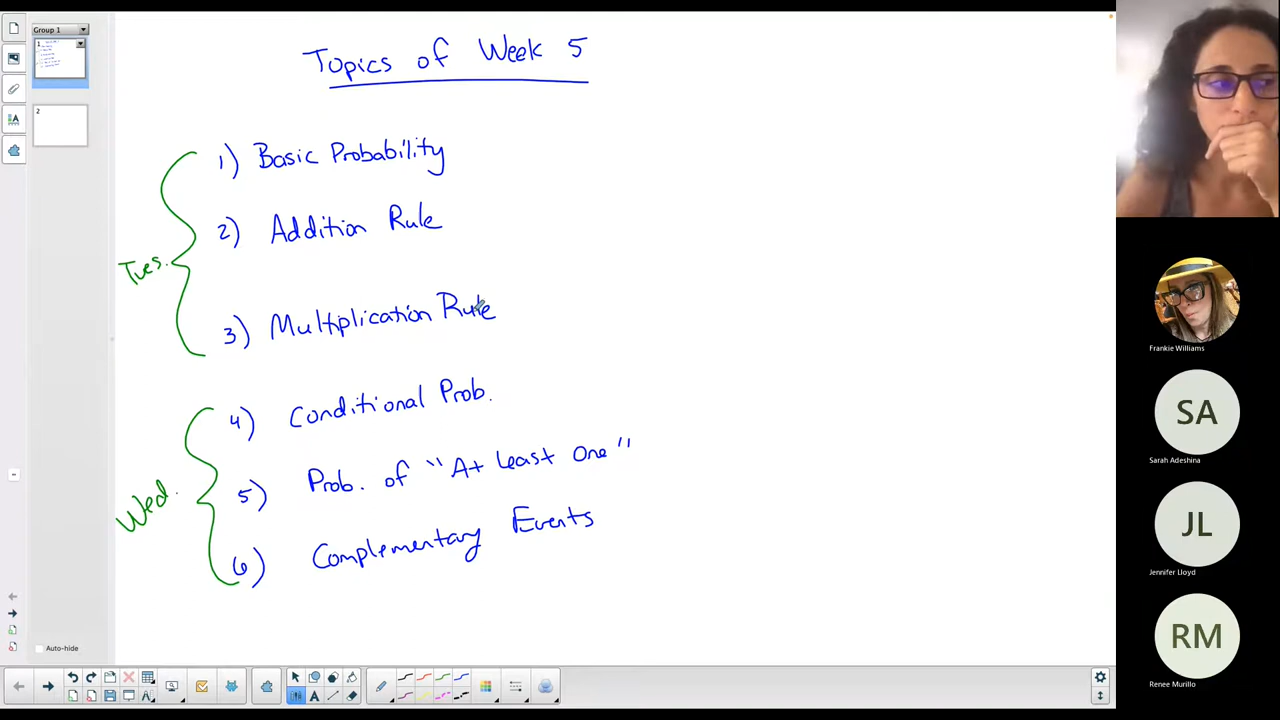 Group 1
1
2
Topics of Week 5
1) Basic Probability
2) Addition Rule
Tues.
3) Multiplication Rule
4) Conditional Prob.
5) Prob. of "At least one"
Wed.
6) Complementary Events
Auto-hide
Frankie Williams
SA
Sarah Adeshina
JL
Jennifer Lloyd
RM
Renee Murillo